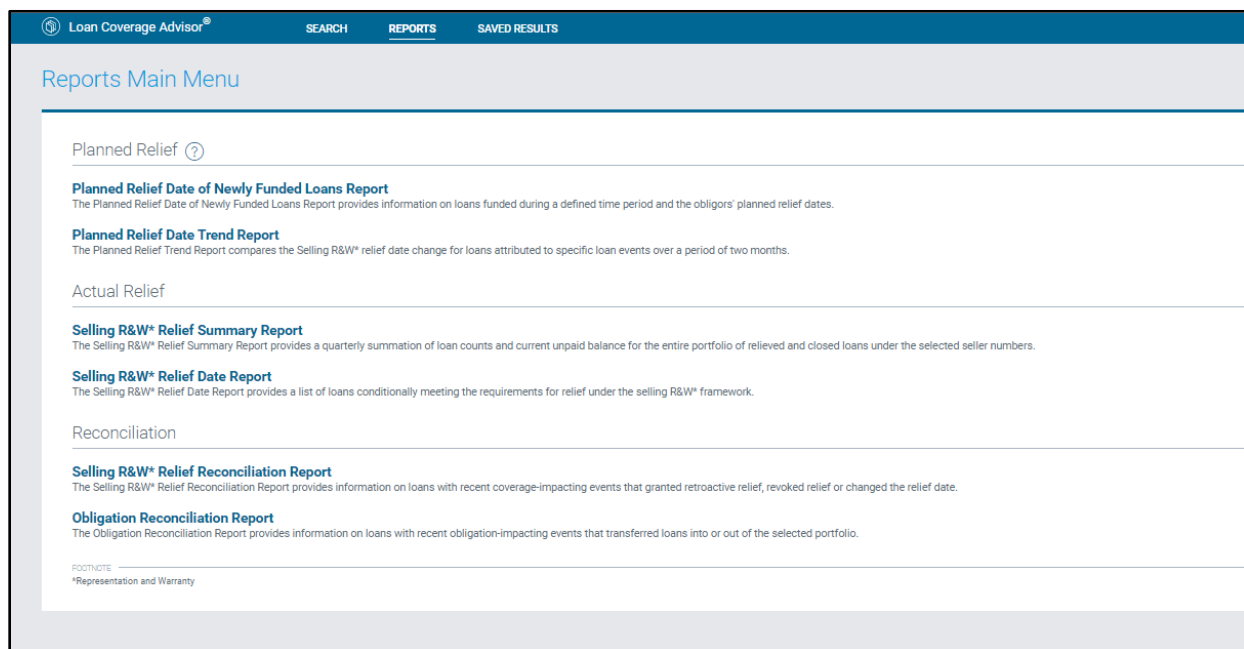 Loan Coverage Advisor® SEARCH REPORTS SAVED RESULTS
Reports Main Menu
Planned Relief ?
Planned Relief Date of Newly Funded Loans Report
The Planned Relief Date of Newly Funded Loans Report provides information on loans funded during a defined time period and the obligors' planned relief dates.
Planned Relief Date Trend Report
The Planned Relief Trend Report compares the Selling R&W* relief date change for loans attributed to specific loan events over a period of two months.
Actual Relief
Selling R&W* Relief Summary Report
The Selling R&W* Relief Summary Report provides a quarterly summation of loan counts and current unpaid balance for the entire portfolio of relieved and closed loans under the selected seller numbers.
Selling R&W* Relief Date Report
The Selling R&W* Relief Date Report provides a list of loans conditionally meeting the requirements for relief under the selling R&W* framework.
Reconciliation
Selling R&W* Relief Reconciliation Report
The Selling R&W* Relief Reconciliation Report provides information on loans with recent coverage-impacting events that granted retroactive relief, revoked relief or changed the relief date.
Obligation Reconciliation Report
The Obligation Reconciliation Report provides information on loans with recent obligation-impacting events that transferred loans into or out of the selected portfolio.
FOOTNOTE
*Representation and Warranty